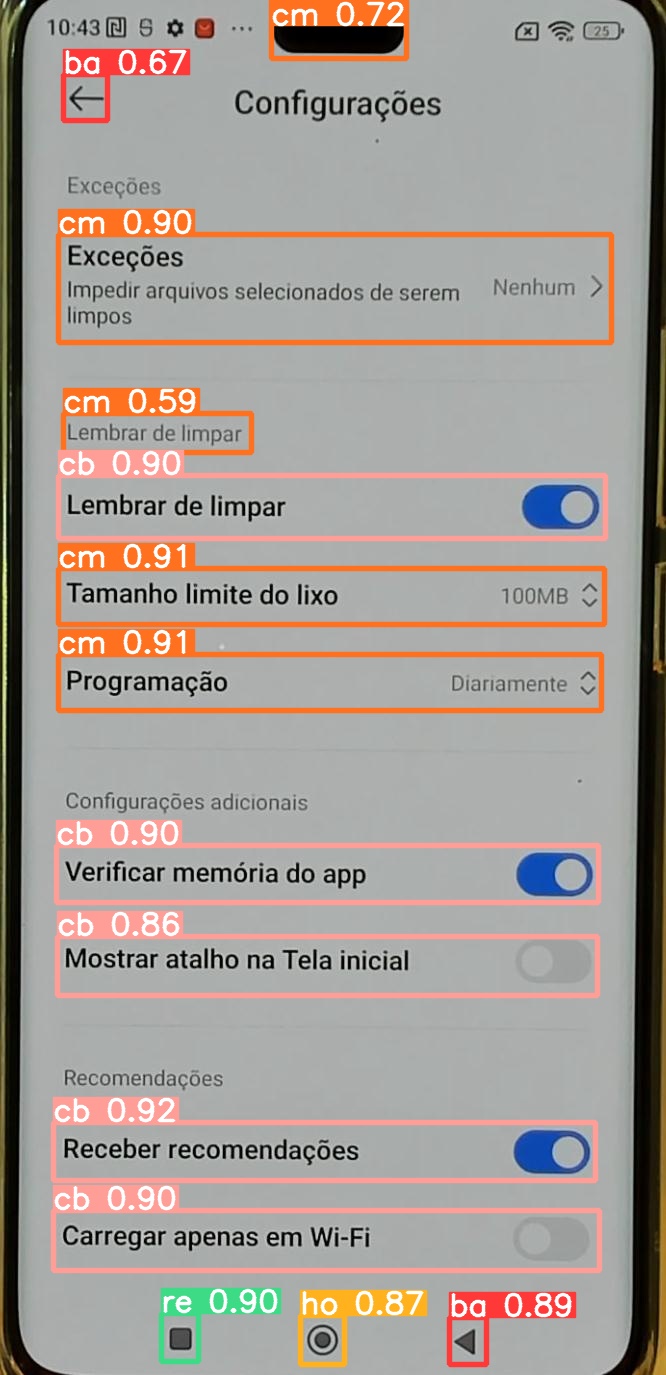 10:43 25
cm 0.72
ba 0.67
Configurações
Exceções
cm 0.90
Exceções
Impedir arquivos selecionados de serem
limpos
Nenhum
cm 0.59
Lembrar de limpar
cb 0.90
Lembrar de limpar
cm 0.91
Tamanho limite do lixo 100MB
cm 0.91
Programação Diariamente
Configurações adicionais
cb 0.90
Verificar memória do app
cb 0.86
Mostrar atalho na Tela inicial
Recomendações
cb 0.92
Receber recomendações
cb 0.90
Carregar apenas em Wi-Fi
re 0.90 ho 0.87 ba 0.89